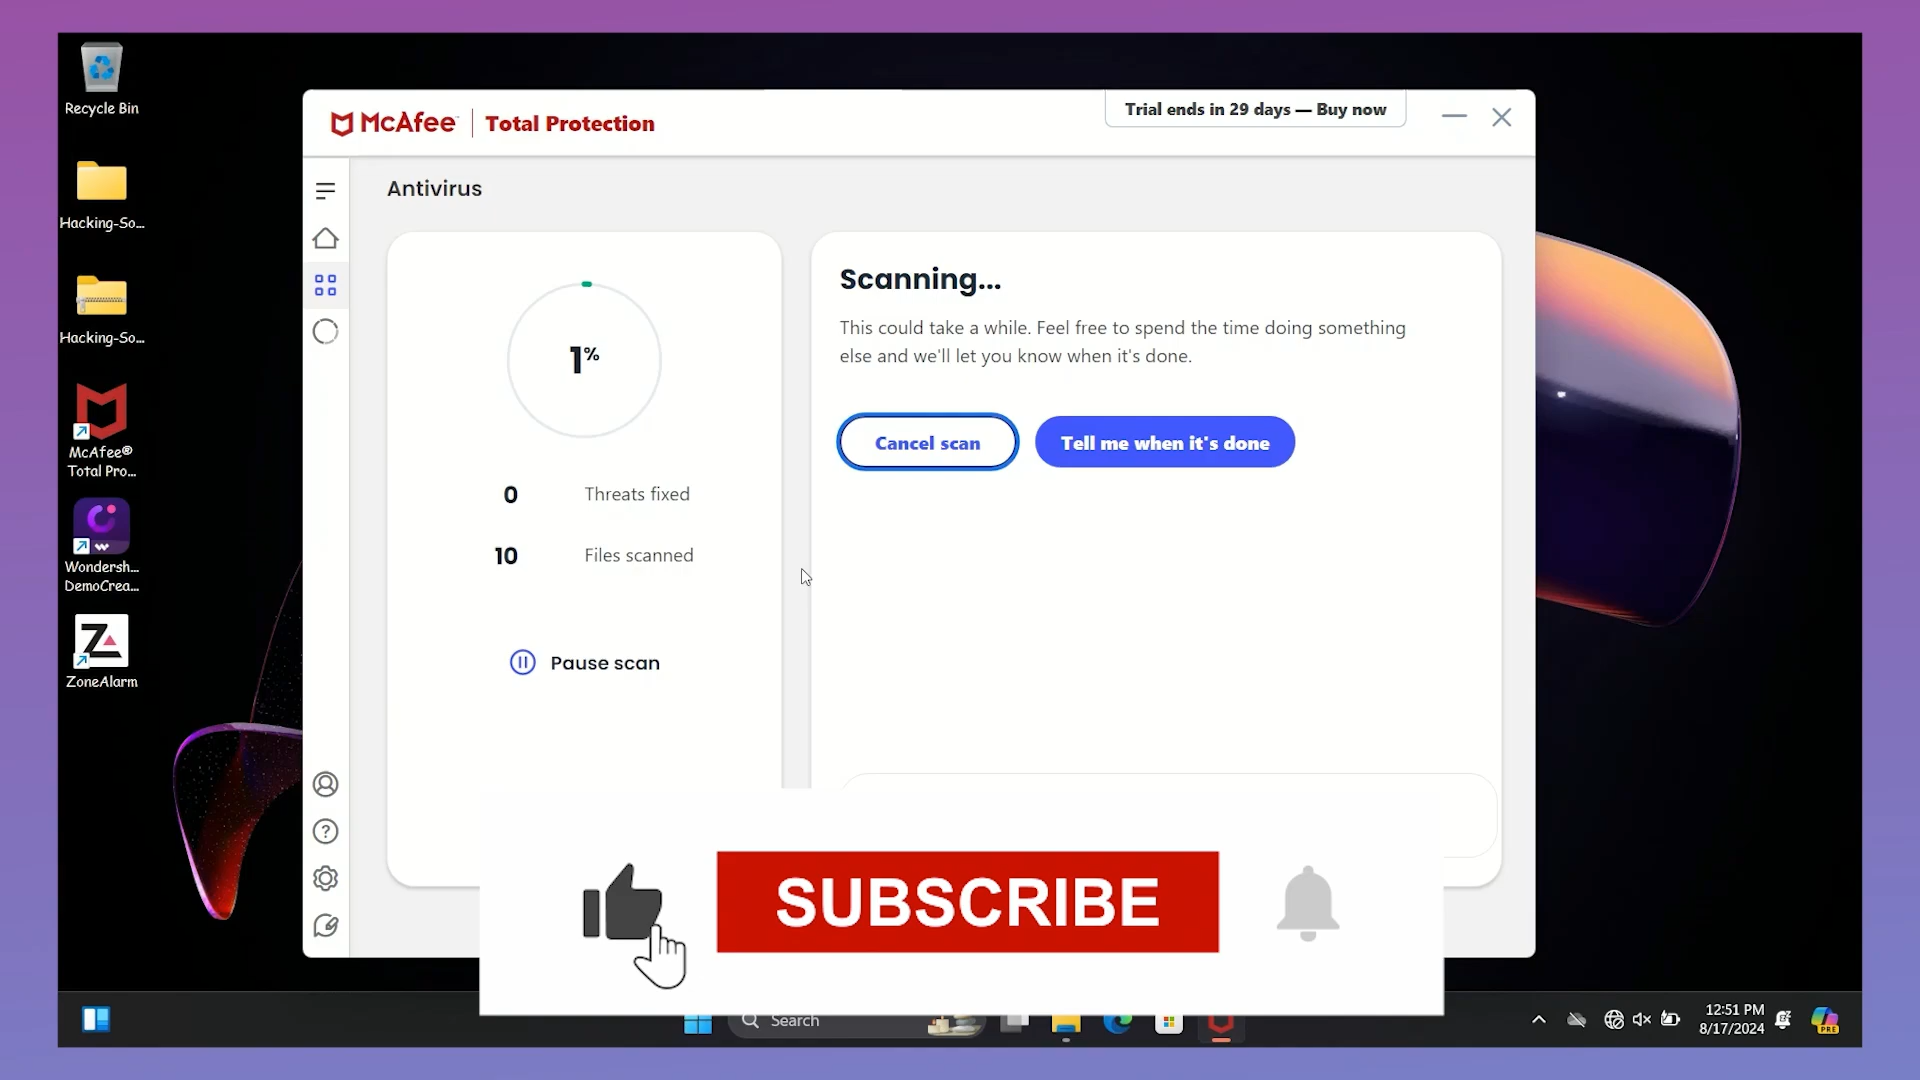 Recycle Bin
Hacking-So...
Hacking-So...
McAfee®
Total Pro...
Wondersh...
DemoCrea...
ZoneAlarm
McAfee™ Total Protection
Trial ends in 29 days — Buy now
Antivirus
1%
0 Threats fixed
10 Files scanned
Pause scan
Scanning...
This could take a while. Feel free to spend the time doing something
else and we'll let you know when it's done.
Cancel scan
Tell me when it's done
SUBSCRIBE
Search
12:51 PM
8/17/2024
PRE